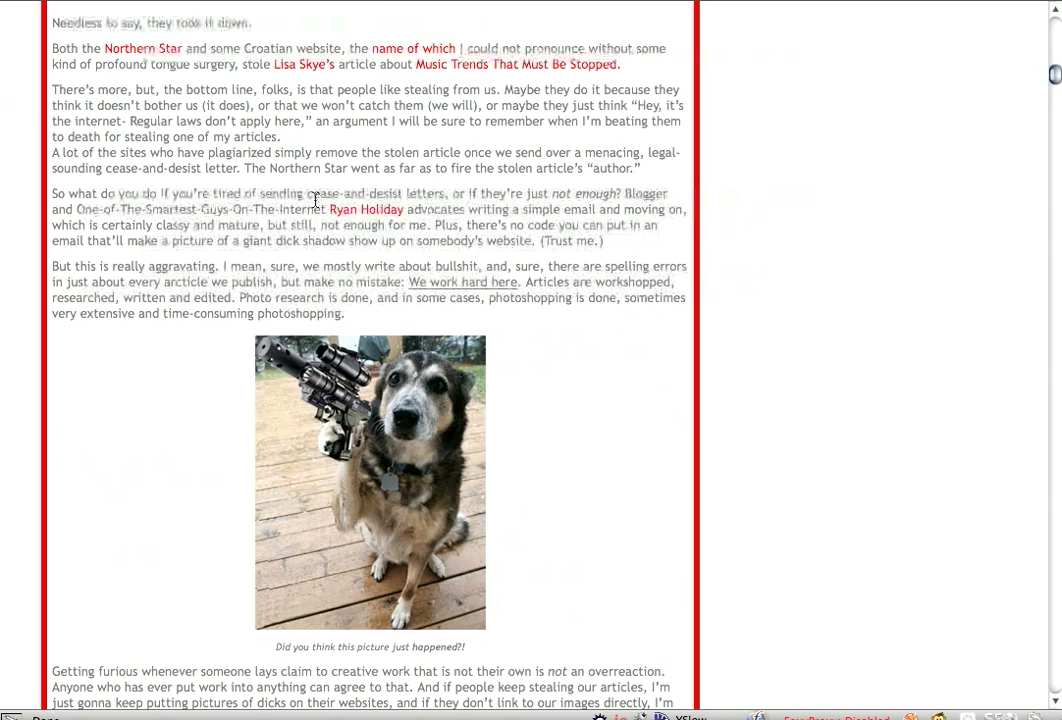 Needless to say, they took it down.
Both the Northern Star and some Croatian website, the name of which I could not pronounce without some
kind of profound tongue surgery, stole Lisa Skye's article about Music Trends That Must Be Stopped.
There's more, but, the bottom line, folks, is that people like stealing from us. Maybe they do it because they
think it doesn't bother us (it does), or that we won't catch them (we will), or maybe they just think “Hey, it's
the internet- Regular laws don't apply here,” an argument I will be sure to remember when I'm beating them
to death for stealing one of my articles.
A lot of the sites who have plagiarized simply remove the stolen article once we send over a menacing, legal-
sounding cease-and-desist letter. The Northern Star went as far as to fire the stolen article's “author.”
So what do you do if you're tired of sending cease-and-desist letters, or if they're just not enough? Blogger
and One-of-The-Smartest-Guys-On-The-Internet Ryan Holiday advocates writing a simple email and moving on,
which is certainly classy and mature, but still, not enough for me. Plus, there's no code you can put in an
email that'll make a picture of a giant dick shadow show up on somebody's website. (Trust me.)
But this is really aggravating. I mean, sure, we mostly write about bullshit, and, sure, there are spelling errors
in just about every arcticle we publish, but make no mistake: We work hard here. Articles are workshopped,
researched, written and edited. Photo research is done, and in some cases, photoshopping is done, sometimes
very extensive and time-consuming photoshopping.
Did you think this picture just happened?!
Getting furious whenever someone lays claim to creative work that is not their own is not an overreaction.
Anyone who has ever put work into anything can agree to that. And if people keep stealing our articles, I'm
just gonna keep putting pictures of dicks on their websites, and if they don't link to our images directly, I'm
Done YSlow FoxyProxy: Disabled